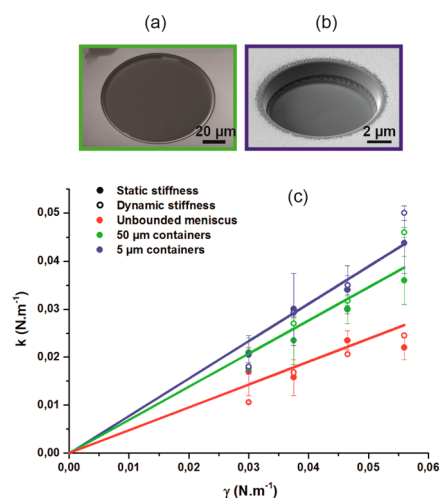 (a)
(b)
20 µm
2 µm
(c)
Static stiffness
Dynamic stiffness
Unbounded meniscus
50 µm containers
5 µm containers
k (N.m⁻¹)
0,05
0,04
0,03
0,02
0,01
0,00
0,00 0,01 0,02 0,03 0,04 0,05 0,06
γ (N.m⁻¹)